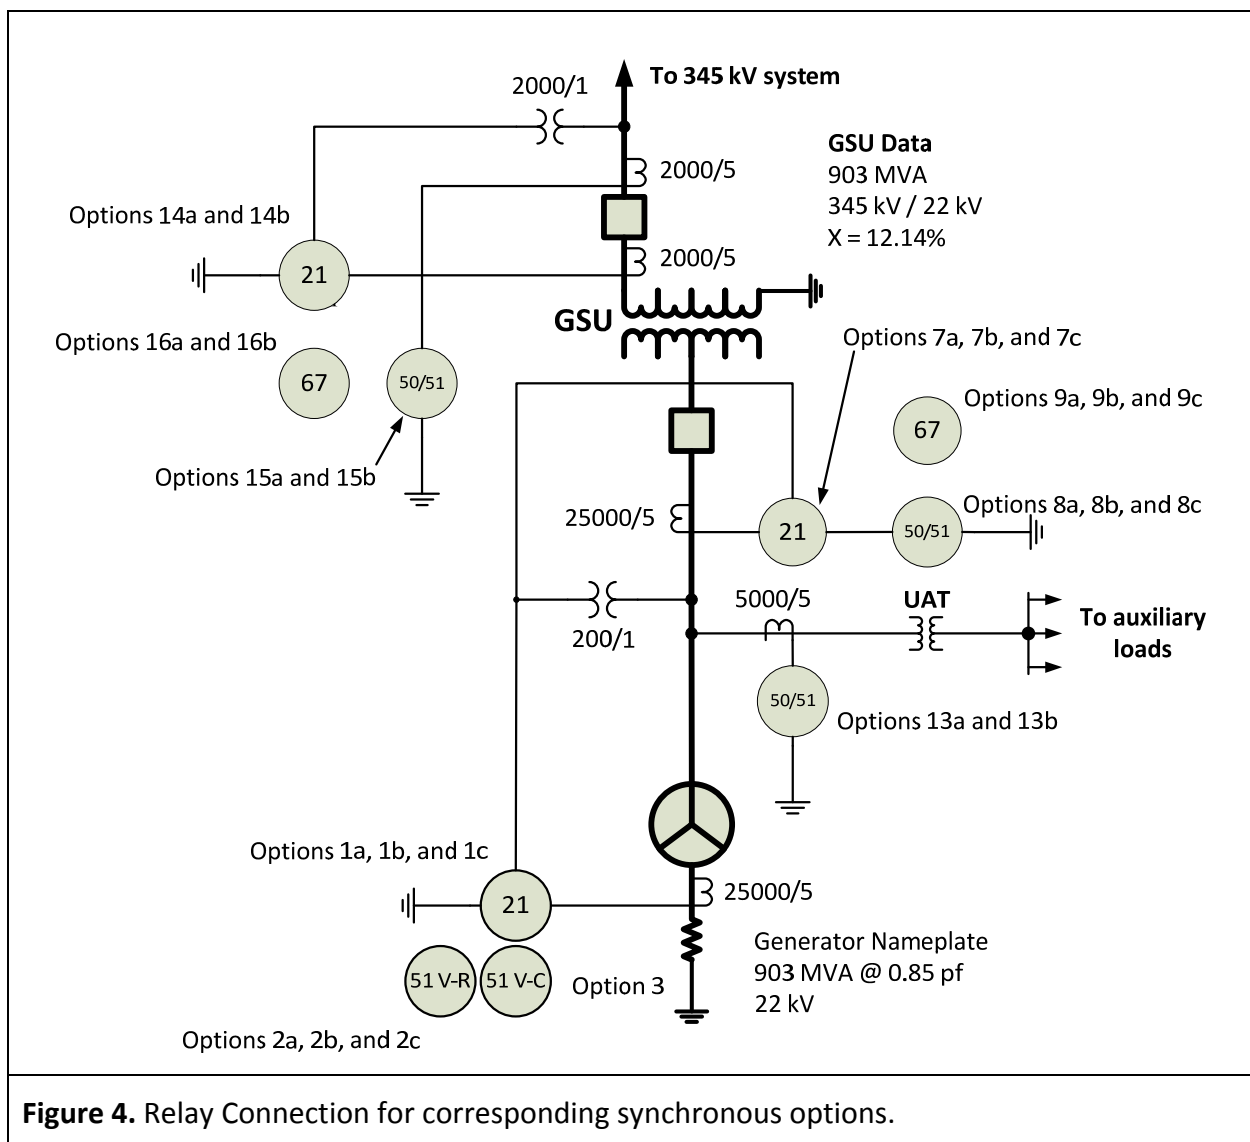 To 345 kV system
2000/1
GSU Data
903 MVA
345 kV / 22 kV
X = 12.14%
2000/5
Options 14a and 14b
2000/5
21
GSU
Options 16a and 16b
Options 7a, 7b, and 7c
67
50/51
Options 9a, 9b, and 9c
67
Options 15a and 15b
Options 8a, 8b, and 8c
25000/5
21
50/51
5000/5
UAT
200/1
To auxiliary
loads
50/51
Options 13a and 13b
Options 1a, 1b, and 1c
21
25000/5
Generator Nameplate
903 MVA @ 0.85 pf
22 kV
51 V-R
51 V-C
Option 3
Options 2a, 2b, and 2c
Figure 4. Relay Connection for corresponding synchronous options.